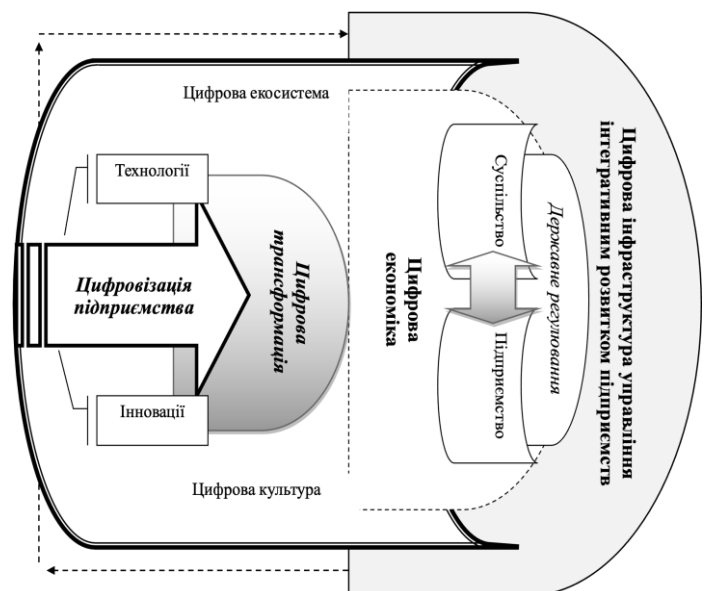 Цифрова екосистема
Технології
Цифровізація
підприємства
Інновації
Цифрова культура
Цифрова
трансформація
Цифрова
економіка
Суспільство
Підприємство
Державне регулювання
Цифрова інфраструктура управління
інтегративним розвитком підприємств